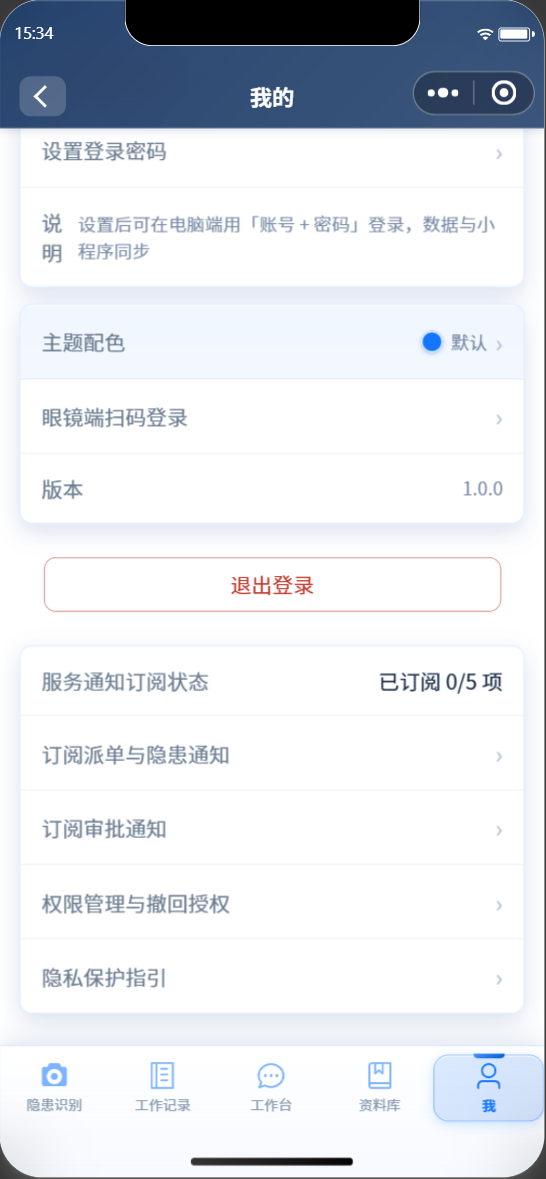 15:34
我的
设置登录密码
说明
设置后可在电脑端用「账号 + 密码」登录，数据与小
程序同步
主题配色 默认
眼镜端扫码登录
版本 1.0.0
退出登录
服务通知订阅状态 已订阅 0/5 项
订阅派单与隐患通知
订阅审批通知
权限管理与撤回授权
隐私保护指引
隐患识别 工作记录 工作台 资料库 我